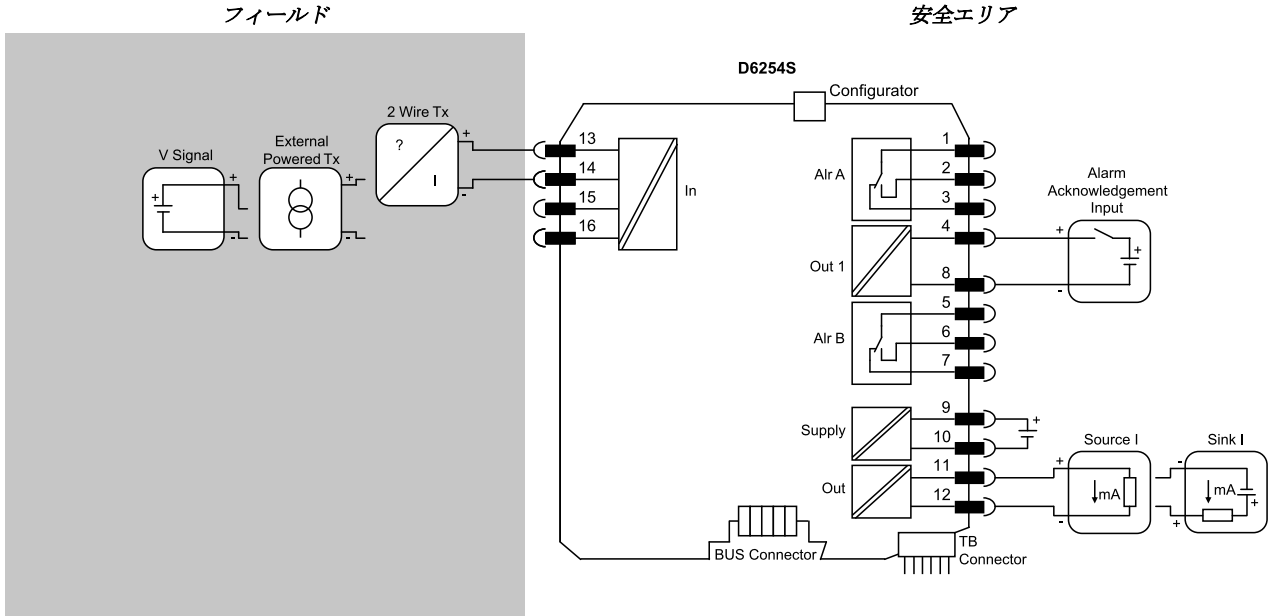 フィールド
安全エリア
D6254S
Configurator
V Signal
+
+
-
External
Powered Tx
+
-
2 Wire Tx
?
I
+
-
13
14
15
16
In
Alr A
1
2
3
Out 1
4
8
Alr B
5
6
7
Supply
9
10
Out
11
12
Alarm
Acknowledgement
Input
+
-
+
+
Source I
+
-
mA
Sink I
-
+
mA
+
BUS Connector
TB
Connector